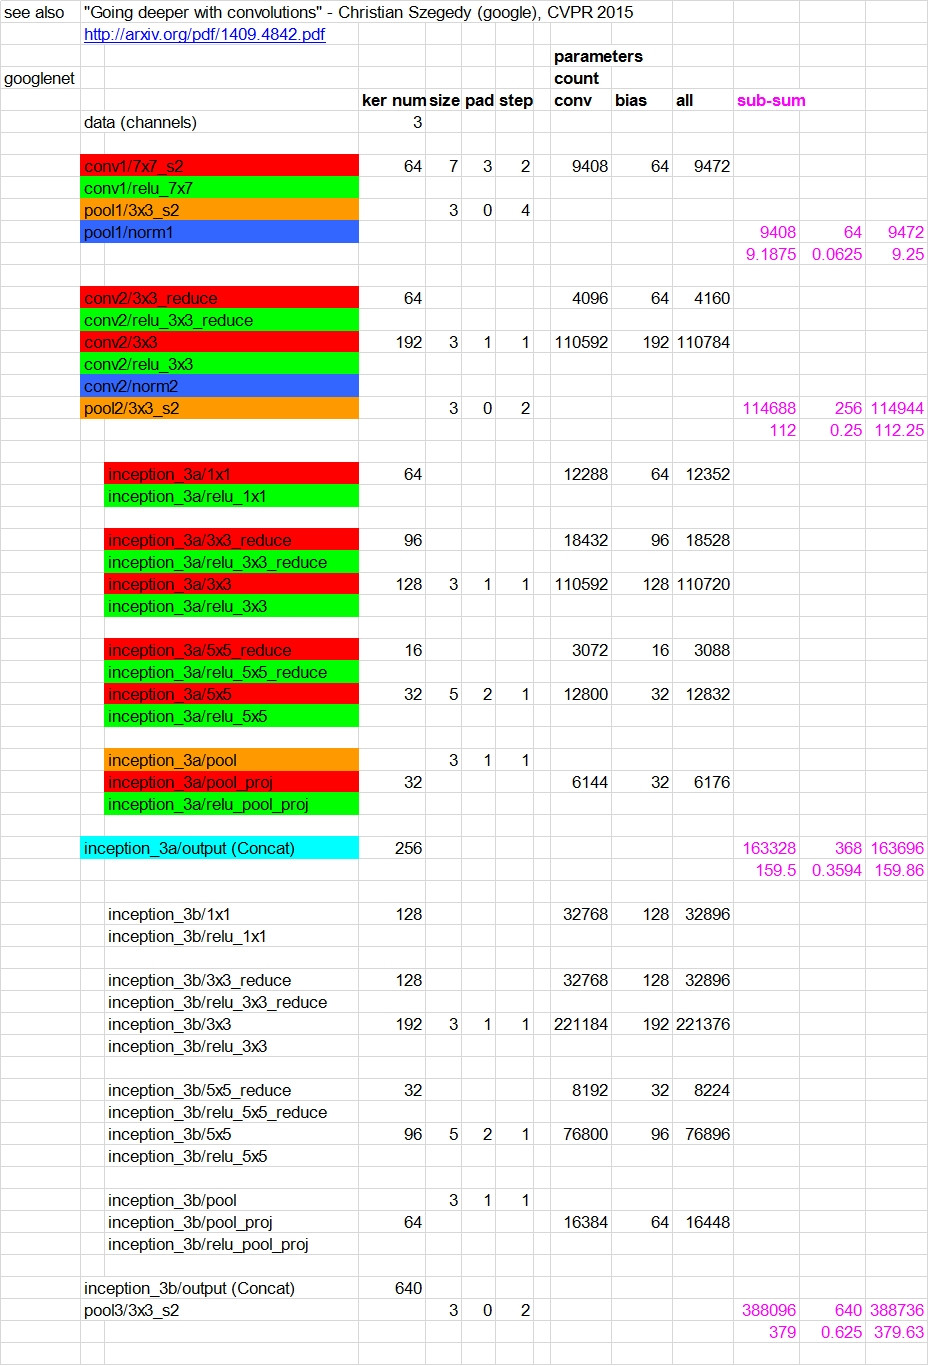 see also "Going deeper with convolutions" - Christian Szegedy (google), CVPR 2015
http://arxiv.org/pdf/1409.4842.pdf
parameters
googlenet count
ker num size pad step conv bias all sub-sum
data (channels) 3
conv1/7x7_s2 64 7 3 2 9408 64 9472
conv1/relu_7x7
pool1/3x3_s2 3 0 4
pool1/norm1 9408 64 9472
9.1875 0.0625 9.25
conv2/3x3_reduce 64 4096 64 4160
conv2/relu_3x3_reduce
conv2/3x3 192 3 1 1 110592 192 110784
conv2/relu_3x3
conv2/norm2
pool2/3x3_s2 3 0 2 114688 256 114944
112 0.25 112.25
inception_3a/1x1 64 12288 64 12352
inception_3a/relu_1x1
inception_3a/3x3_reduce 96 18432 96 18528
inception_3a/relu_3x3_reduce
inception_3a/3x3 128 3 1 1 110592 128 110720
inception_3a/relu_3x3
inception_3a/5x5_reduce 16 3072 16 3088
inception_3a/relu_5x5_reduce
inception_3a/5x5 32 5 2 1 12800 32 12832
inception_3a/relu_5x5
inception_3a/pool 3 1 1
inception_3a/pool_proj 32 6144 32 6176
inception_3a/relu_pool_proj
inception_3a/output (Concat) 256 163328 368 163696
159.5 0.3594 159.86
inception_3b/1x1 128 32768 128 32896
inception_3b/relu_1x1
inception_3b/3x3_reduce 128 32768 128 32896
inception_3b/relu_3x3_reduce
inception_3b/3x3 192 3 1 1 221184 192 221376
inception_3b/relu_3x3
inception_3b/5x5_reduce 32 8192 32 8224
inception_3b/relu_5x5_reduce
inception_3b/5x5 96 5 2 1 76800 96 76896
inception_3b/relu_5x5
inception_3b/pool 3 1 1
inception_3b/pool_proj 64 16384 64 16448
inception_3b/relu_pool_proj
inception_3b/output (Concat) 640
pool3/3x3_s2 3 0 2 388096 640 388736
379 0.625 379.63